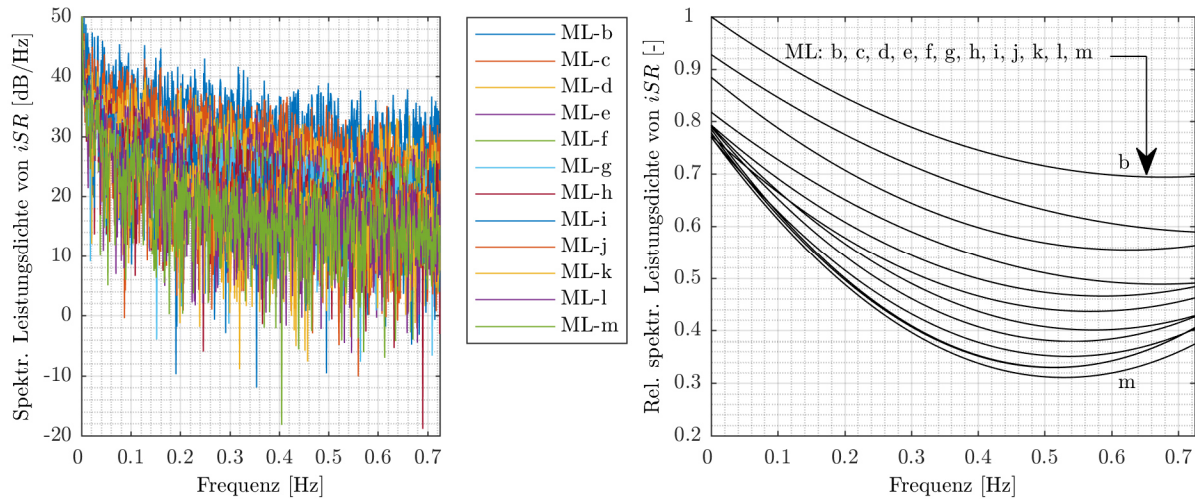 Spektr. Leistungsdichte von iSR [dB/Hz]
50
40
30
20
10
0
-10
-20
0
0.1
0.2
0.3
0.4
0.5
0.6
0.7
Frequenz [Hz]
ML-b
ML-c
ML-d
ML-e
ML-f
ML-g
ML-h
ML-i
ML-j
ML-k
ML-l
ML-m
Rel. spektr. Leistungsdichte von iSR [-]
1
0.9
0.8
0.7
0.6
0.5
0.4
0.3
0.2
ML: b, c, d, e, f, g, h, i, j, k, l, m
b
m
0
0.1
0.2
0.3
0.4
0.5
0.6
0.7
Frequenz [Hz]